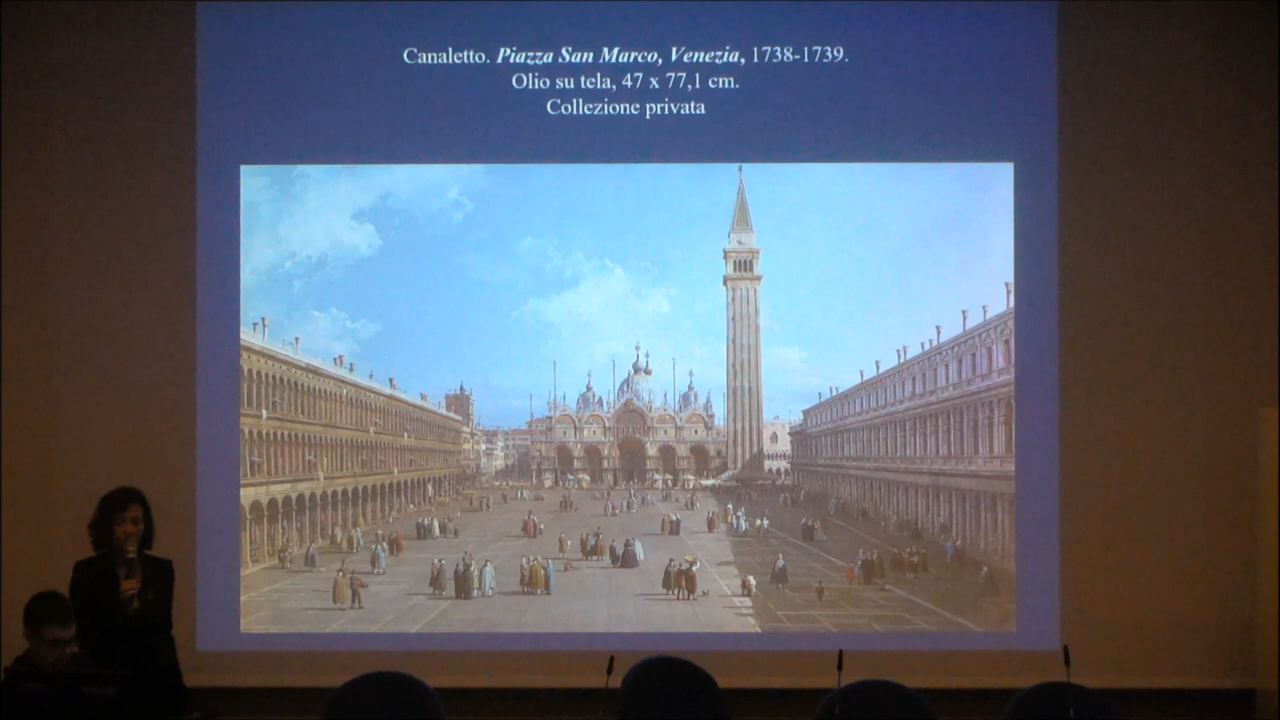 Canaletto. Piazza San Marco, Venezia, 1738-1739.
Olio su tela, 47 x 77,1 cm.
Collezione privata